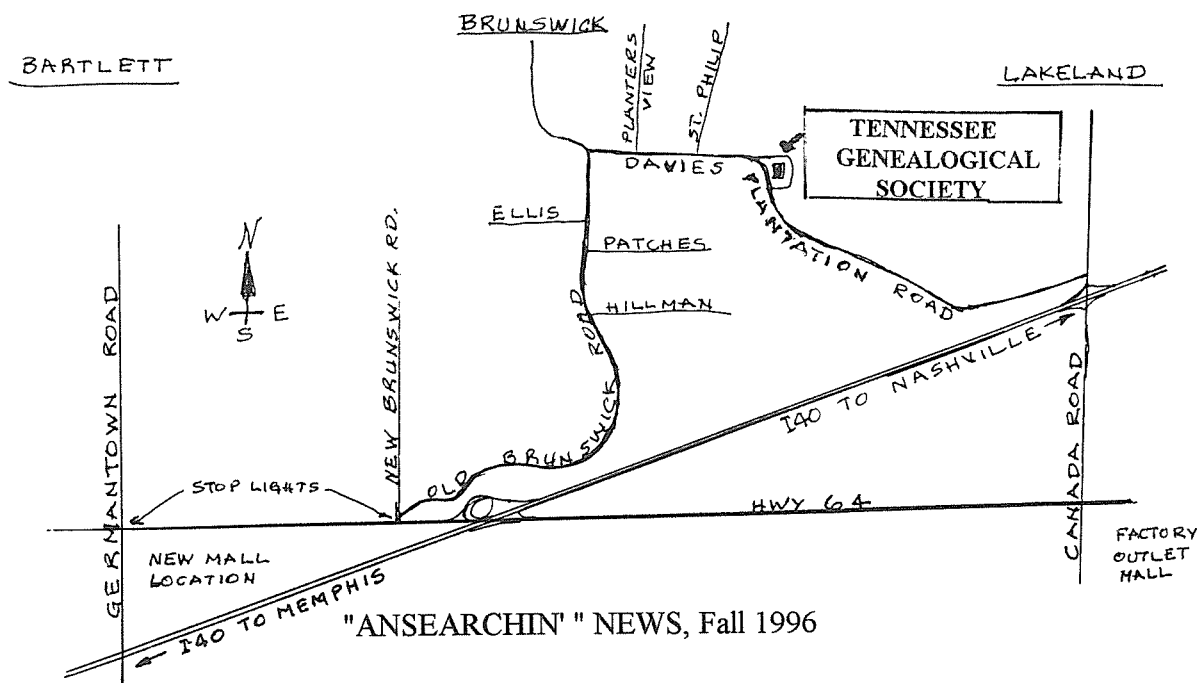 BRUNSWICK
BARTLETT
LAKELAND
PLANTERS
VIEW
ST. PHILIP
TENNESSEE
GENEALOGICAL
SOCIETY
DAVIES
PLANTATION ROAD
ELLIS
PATCHES
HILLMAN
N
W E
S
GERMANTOWN ROAD
NEW BRUNSWICK RD.
OLD BRUNSWICK ROAD
I40 TO NASHVILLE
CANADA ROAD
STOP LIGHTS
HWY 64
NEW MALL
LOCATION
FACTORY
OUTLET
MALL
I40 TO MEMPHIS
"ANSEARCHIN' " NEWS, Fall 1996